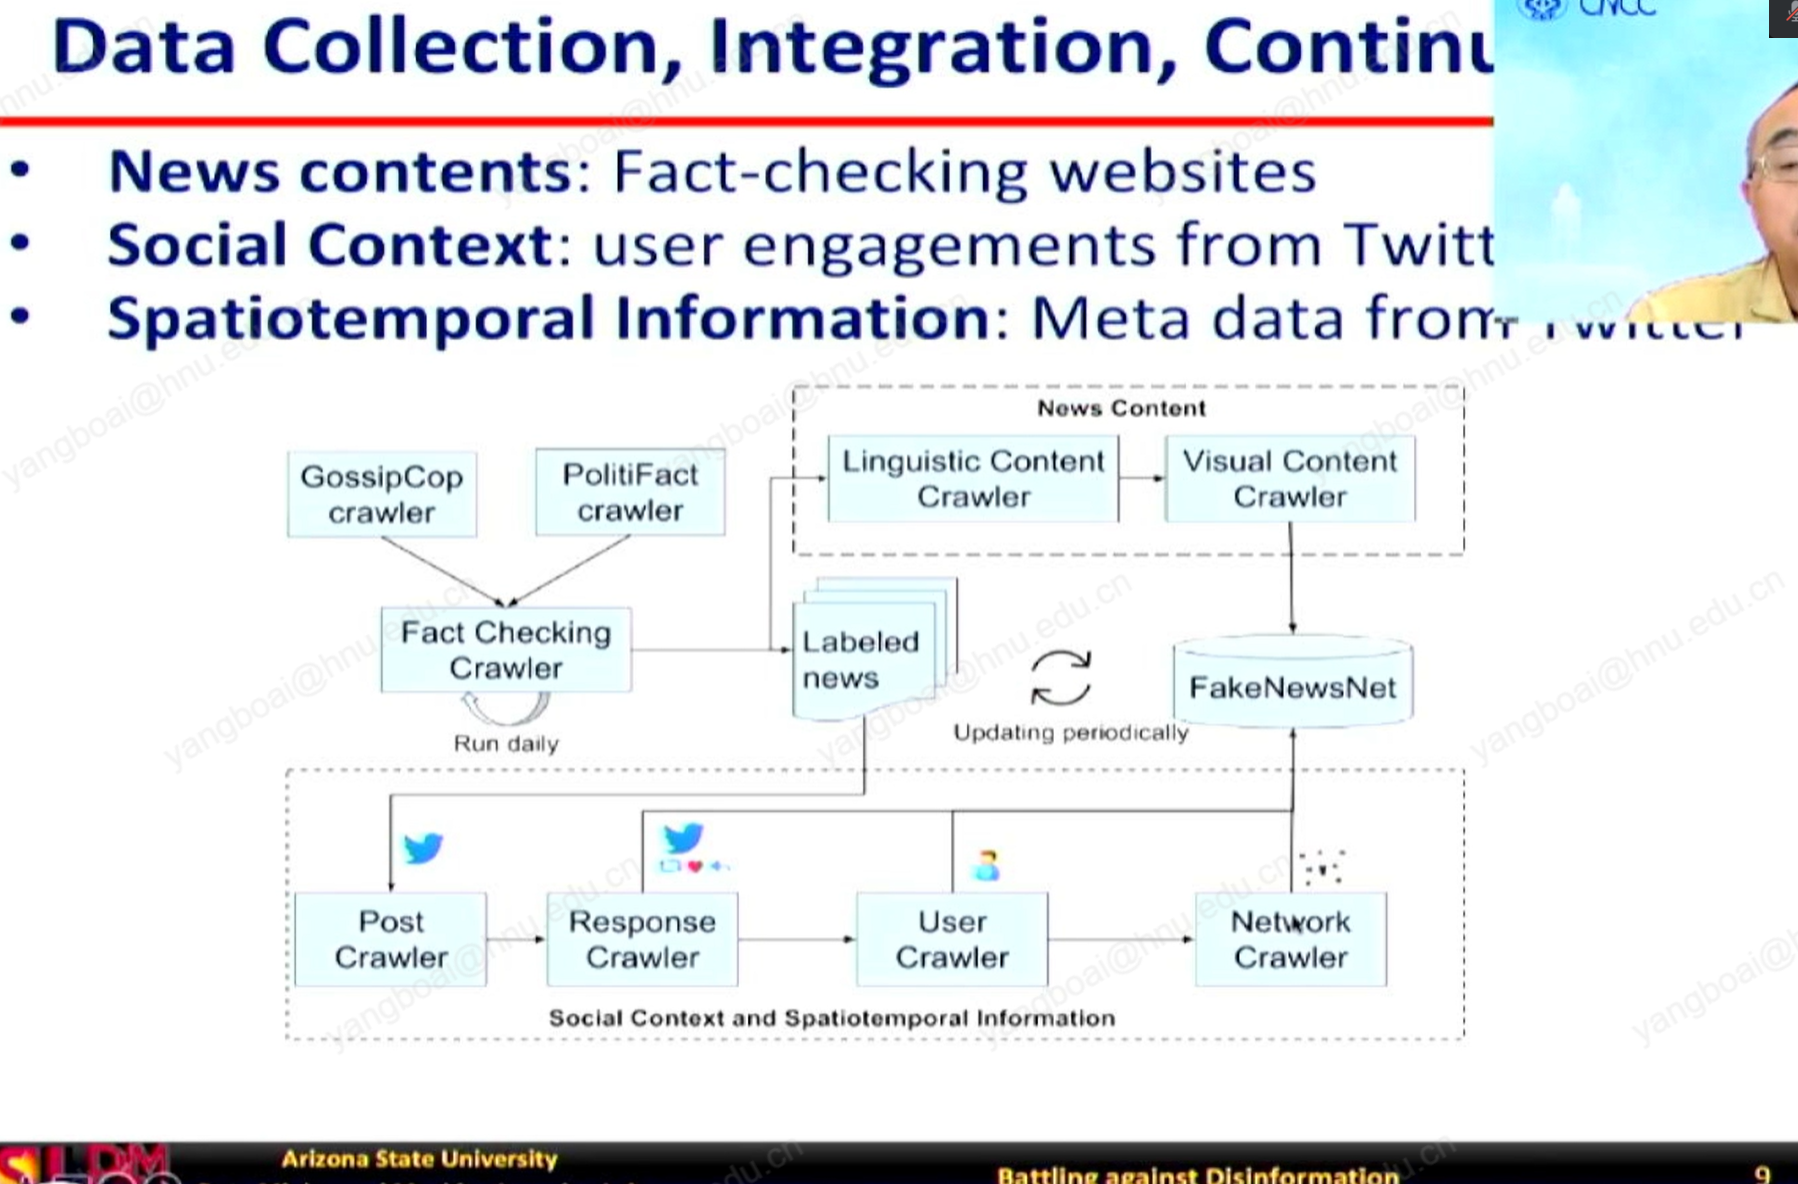 CNCC
Data Collection, Integration, Continu
• News contents: Fact-checking websites
• Social Context: user engagements from Twitt
• Spatiotemporal Information: Meta data from Twitter
News Content
GossipCop
crawler
PolitiFact
crawler
Linguistic Content
Crawler
Visual Content
Crawler
Fact Checking
Crawler
Run daily
Labeled
news
Updating periodically
FakeNewsNet
Post
Crawler
Response
Crawler
User
Crawler
Network
Crawler
Social Context and Spatiotemporal Information
Arizona State University
Battling against Disinformation
9
yangboai@hnu.edu.cn